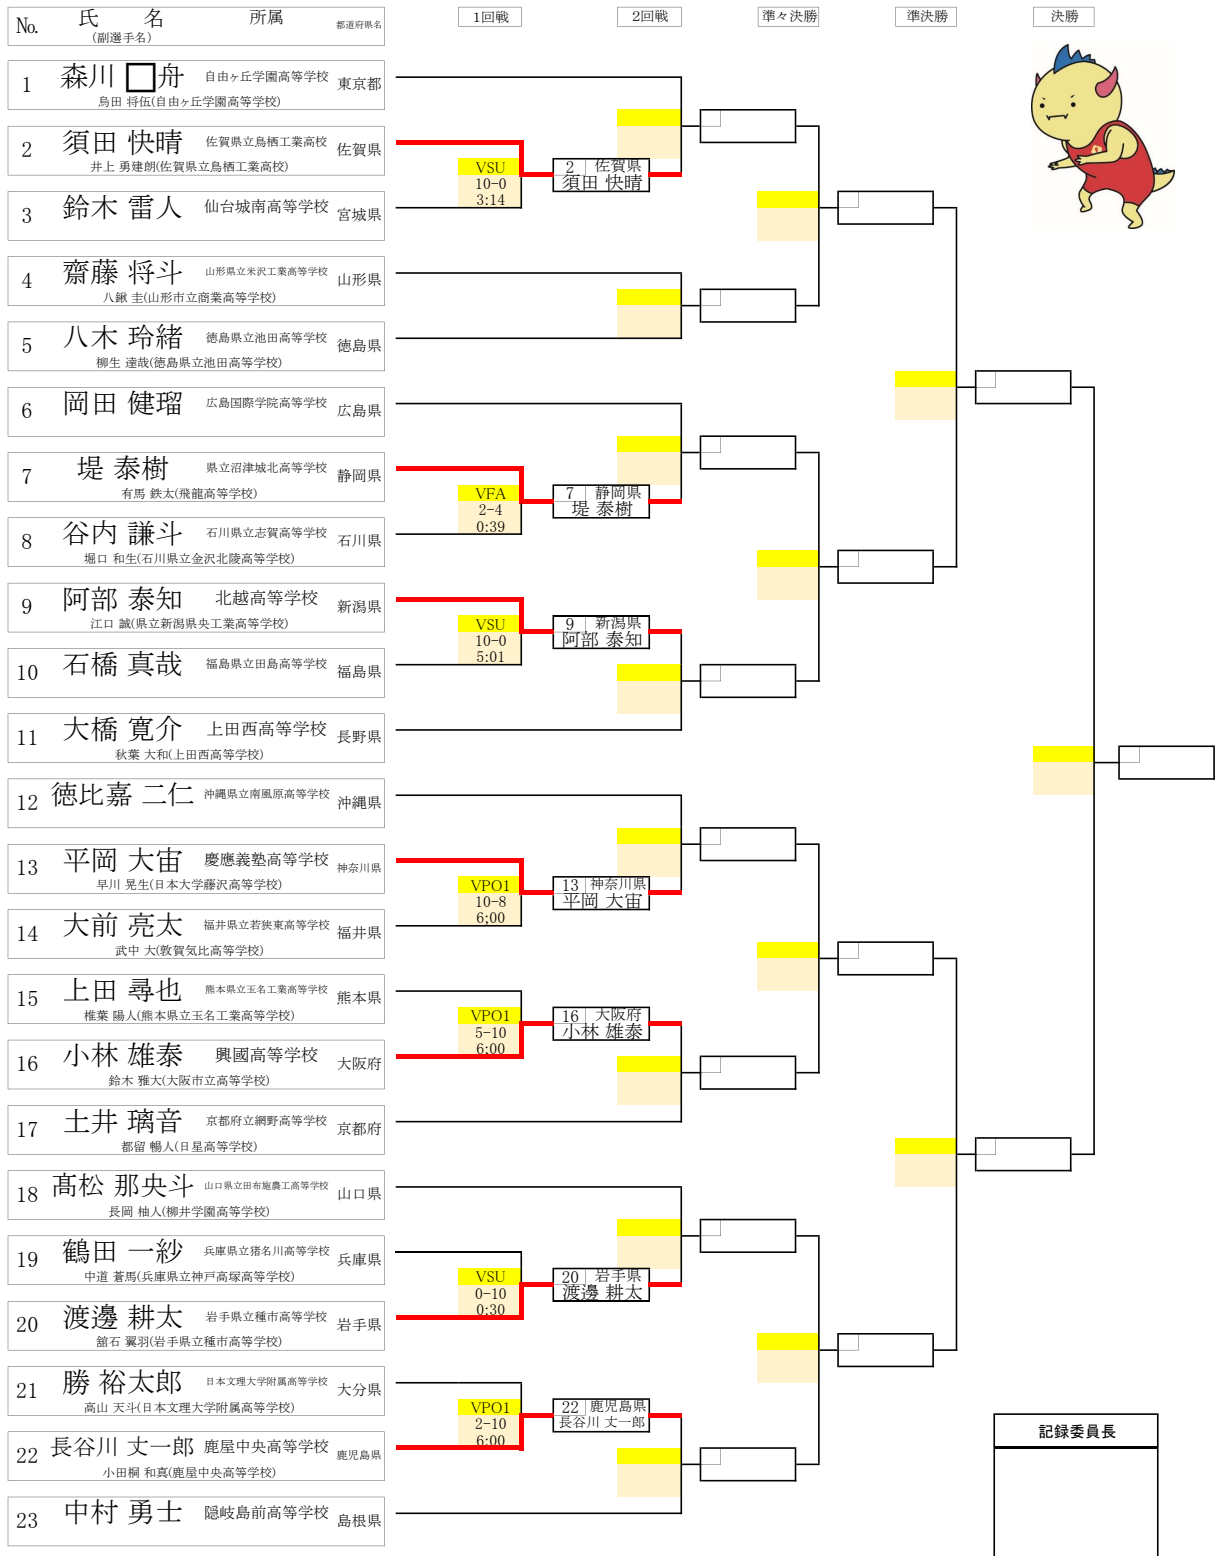 No. 氏 名 所属 都道府県名 1回戦 2回戦 準々決勝 準決勝 決勝
(副選手名)
1 森川 □舟 自由ヶ丘学園高等学校 東京都
鳥田 将伍(自由ヶ丘学園高等学校)
2 須田 快晴 佐賀県立鳥栖工業高校 佐賀県
井上 勇建朗(佐賀県立鳥栖工業高校)
VSU
10-0
3:14
2 佐賀県
須田 快晴
3 鈴木 雷人 仙台城南高等学校 宮城県
4 齋藤 将斗 山形県立米沢工業高等学校 山形県
八鍬 圭(山形市立商業高等学校)
5 八木 玲緒 徳島県立池田高等学校 徳島県
柳生 達哉(徳島県立池田高等学校)
6 岡田 健瑠 広島国際学院高等学校 広島県
7 堤 泰樹 県立沼津城北高等学校 静岡県
有馬 鉄太(飛龍高等学校)
VFA
2-4
0:39
7 静岡県
堤 泰樹
8 谷内 謙斗 石川県立志賀高等学校 石川県
堀口 和生(石川県立金沢北陵高等学校)
9 阿部 泰知 北越高等学校 新潟県
江口 誠(県立新潟県央工業高等学校)
VSU
10-0
5:01
9 新潟県
阿部 泰知
10 石橋 真哉 福島県立田島高等学校 福島県
11 大橋 寛介 上田西高等学校 長野県
秋葉 大和(上田西高等学校)
12 徳比嘉 二仁 沖縄県立南風原高等学校 沖縄県
13 平岡 大宙 慶應義塾高等学校 神奈川県
早川 晃生(日本大学藤沢高等学校)
VPO1
10-8
6;00
13 神奈川県
平岡 大宙
14 大前 亮太 福井県立若狭東高等学校 福井県
武中 大(敦賀気比高等学校)
15 上田 尋也 熊本県立玉名工業高等学校 熊本県
椎葉 陽人(熊本県立玉名工業高等学校)
VPO1
5-10
6;00
16 大阪府
小林 雄泰
16 小林 雄泰 興國高等学校 大阪府
鈴木 雅大(大阪市立高等学校)
17 土井 璃音 京都府立網野高等学校 京都府
都留 暢人(日星高等学校)
18 髙松 那央斗 山口県立田布施農工高等学校 山口県
長岡 柚人(柳井学園高等学校)
19 鶴田 一紗 兵庫県立猪名川高等学校 兵庫県
中道 蒼馬(兵庫県立神戸高塚高等学校)
VSU
0-10
0:30
20 岩手県
渡邊 耕太
20 渡邊 耕太 岩手県立種市高等学校 岩手県
舘石 翼羽(岩手県立種市高等学校)
21 勝 裕太郎 日本文理大学附属高等学校 大分県
高山 天斗(日本文理大学附属高等学校)
VPO1
2-10
6:00
22 鹿児島県
長谷川 丈一郎
22 長谷川 丈一郎 鹿屋中央高等学校 鹿児島県
小田桐 和真(鹿屋中央高等学校)
23 中村 勇士 隠岐島前高等学校 島根県
記録委員長